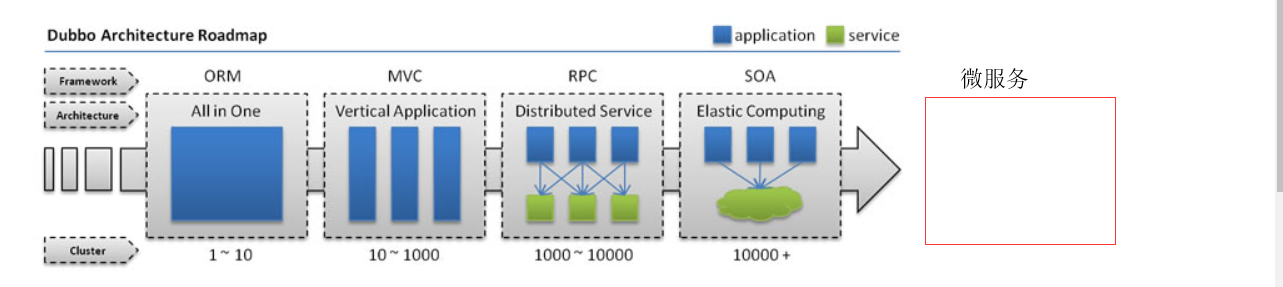 Dubbo Architecture Roadmap
application
service
Framework
ORM
MVC
RPC
SOA
微服务
Architecture
All in One
Vertical Application
Distributed Service
Elastic Computing
Cluster
1 ~ 10
10 ~ 1000
1000 ~ 10000
10000 +